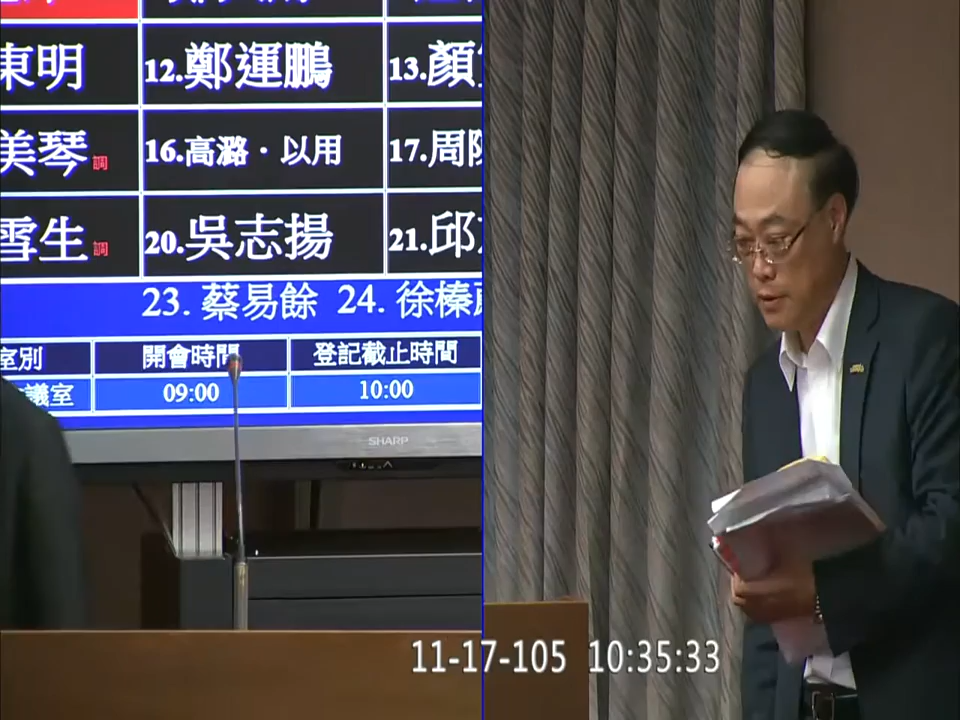 東明 12.鄭運鵬 13.顏
美琴 調 16.高潞·以用 17.周陳
雪生 調 20.吳志揚 21.邱
23. 蔡易餘 24. 徐榛蔚
室別 開會時間 登記截止時間
議室 09:00 10:00
SHARP
11-17-105 10:35:33